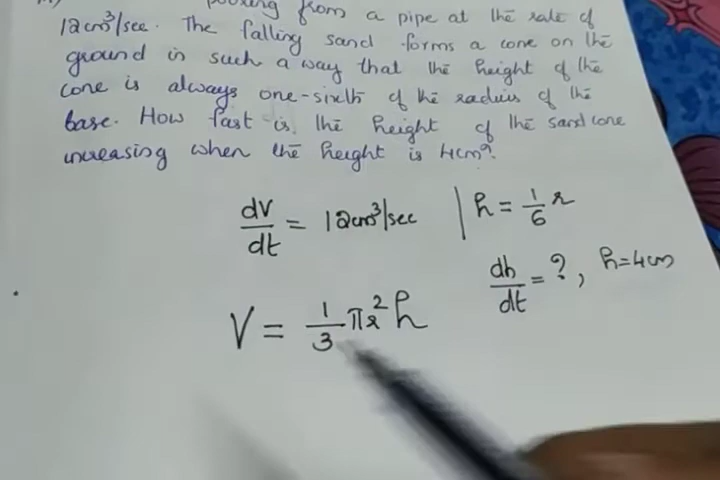 pouring from a pipe at the rate of
12cm³/sec. The falling sand forms a cone on the
ground in such a way that the height of the
cone is always one-sixth of the radius of the
base. How fast is the height of the sand cone
increasing when the height is 4cm?
dV/dt = 12cm³/sec | h = 1/6 r
dh/dt = ?, h=4cm
V = 1/3 πr²h